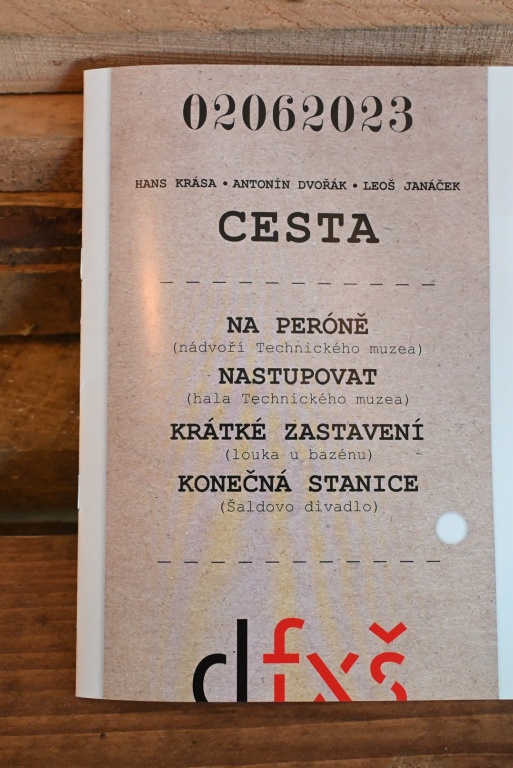 02062023
HANS KRÁSA • ANTONÍN DVOŘÁK • LEOŠ JANÁČEK
CESTA
NA PERÓNĚ
(nádvoří Technického muzea)
NASTUPOVAT
(hala Technického muzea)
KRÁTKÉ ZASTAVENÍ
(louka u bazénu)
KONEČNÁ STANICE
(Šaldovo divadlo)
dfxš